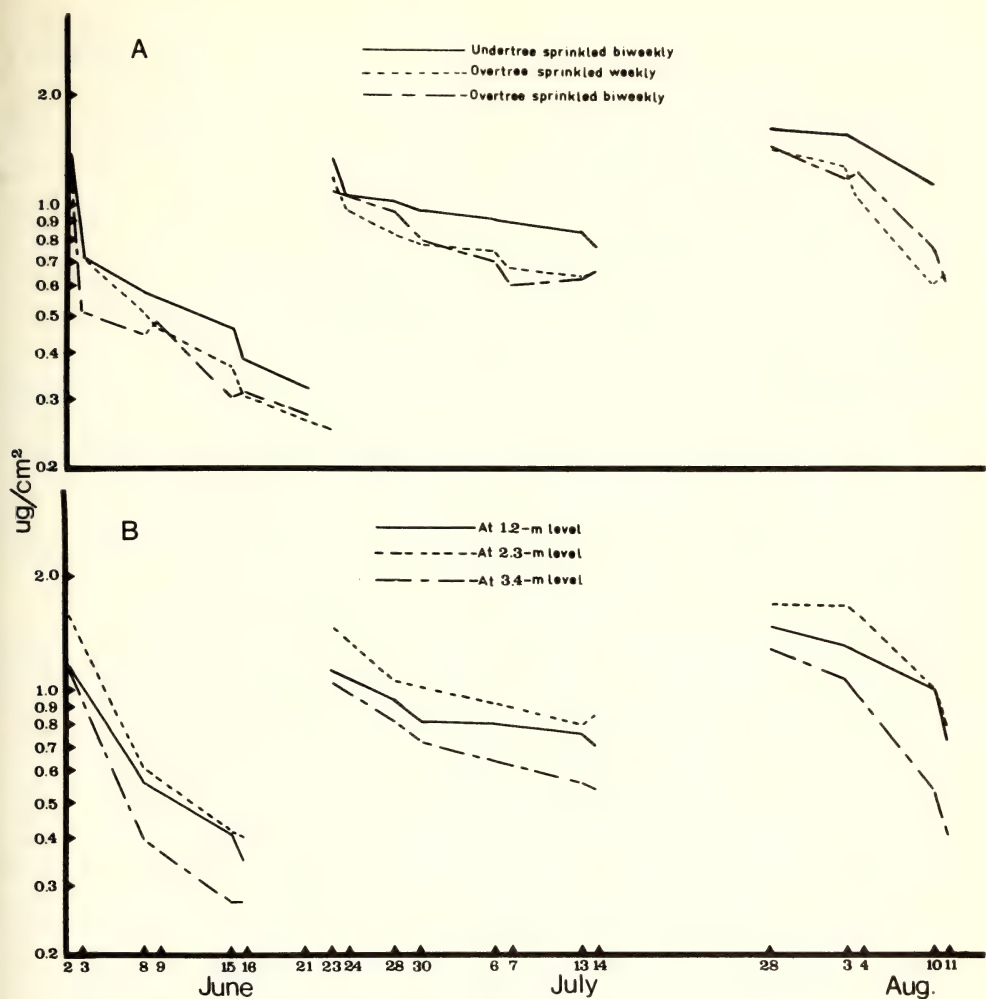 A
Undertree sprinkled biweekly
Overtree sprinkled weekly
Overtree sprinkled biweekly
2.0
1.0
0.9
0.8
0.7
0.6
0.5
0.4
0.3
0.2
ug/cm²
B
At 1.2-m level
At 2.3-m level
At 3.4-m level
2.0
1.0
0.9
0.8
0.7
0.6
0.5
0.4
0.3
0.2
2 3 8 9 15 16 21 23 24 28 30 6 7 13 14 28 3 4 10 11
June July Aug.